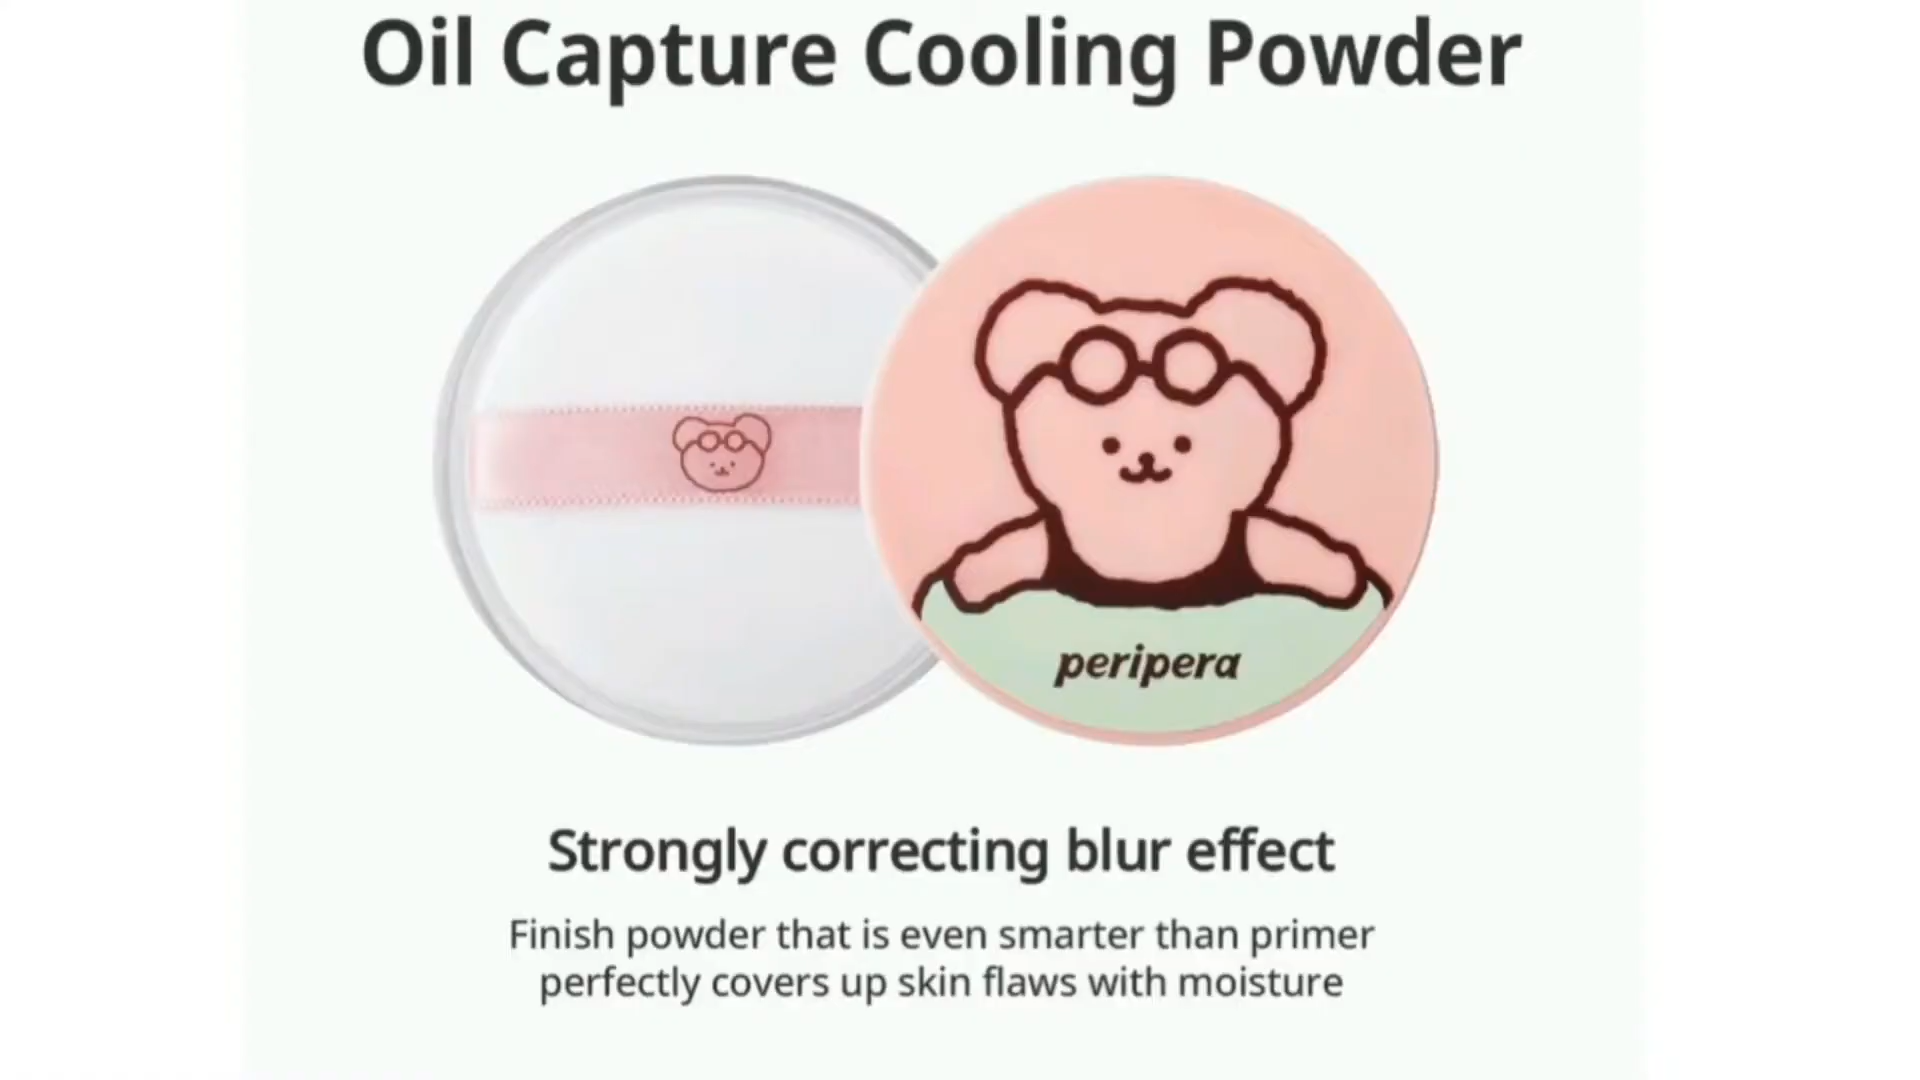 Oil Capture Cooling Powder
peripera
Strongly correcting blur effect
Finish powder that is even smarter than primer
perfectly covers up skin flaws with moisture